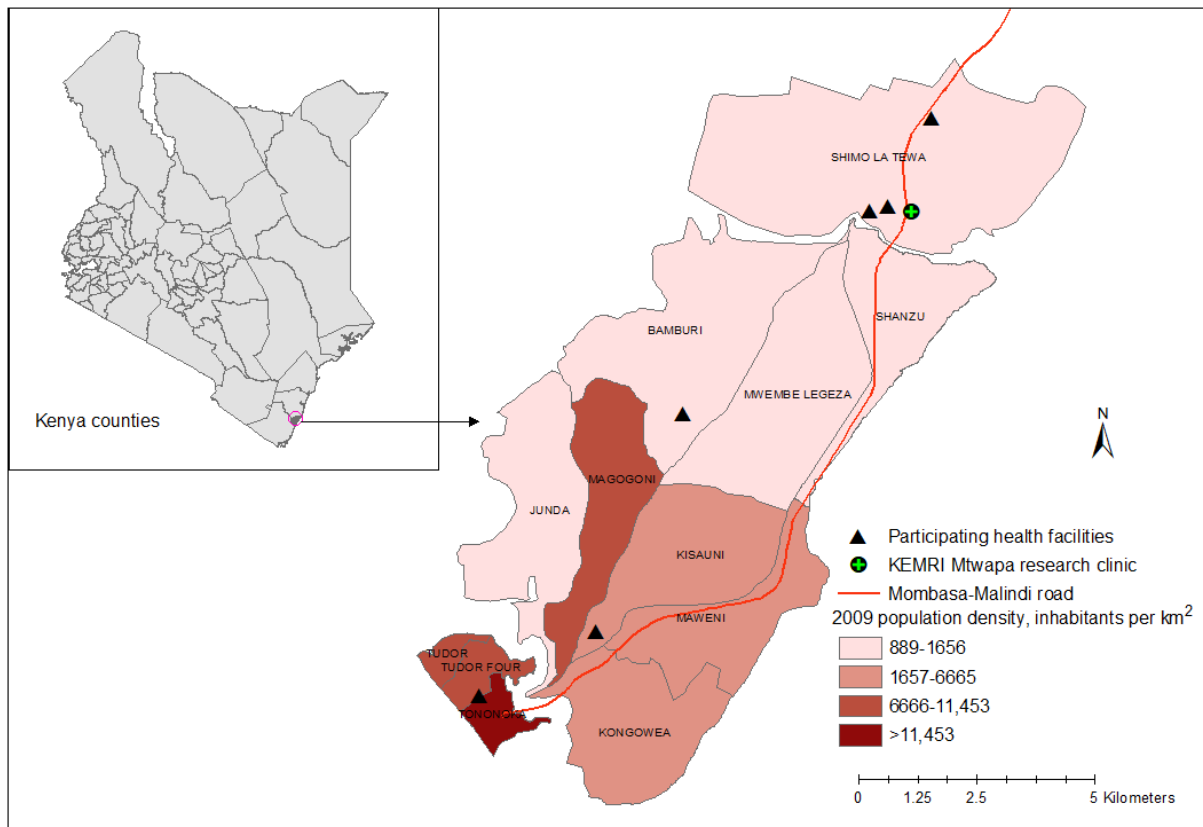 Kenya counties
SHIMO LA TEWA
BAMBURI
SHANZU
MWEMBE LEGEZA
MAGOGONI
JUNDA
KISAUNI
MAWENI
TUDOR
TUDOR FOUR
TONONOKA
KONGOWEA
N
Participating health facilities
KEMRI Mtwapa research clinic
Mombasa-Malindi road
2009 population density, inhabitants per km²
889-1656
1657-6665
6666-11,453
>11,453
0 1.25 2.5 5 Kilometers